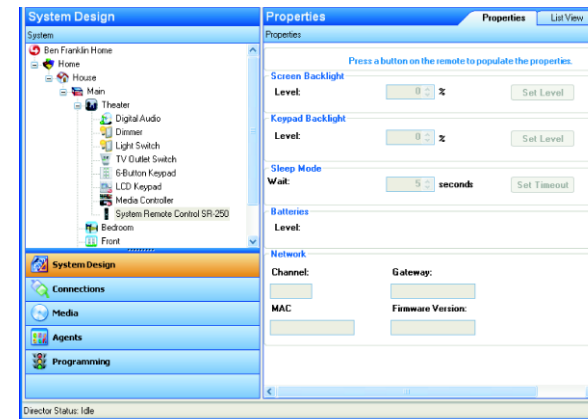 System Design
System
Ben Franklin Home
Home
House
Main
Theater
Digital Audio
Dimmer
Light Switch
TV Outlet Switch
6-Button Keypad
LCD Keypad
Media Controller
System Remote Control SR-250
Bedroom
Front
System Design
Connections
Media
Agents
Programming
Director Status: Idle
Properties
Properties List View
Properties
Press a button on the remote to populate the properties.
Screen Backlight
Level: 0 % Set Level
Keypad Backlight
Level: 0 % Set Level
Sleep Mode
Wait: 5 seconds Set Timeout
Batteries
Level:
Network
Channel: Gateway:
MAC Firmware Version: